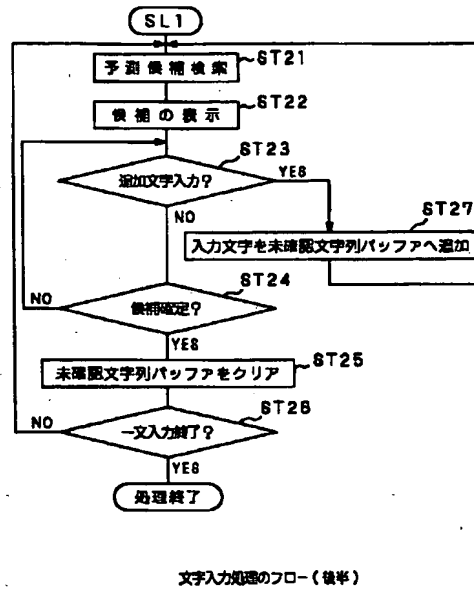 SL1
予測候補検索
ST21
候補の表示
ST22
追加文字入力?
ST23
YES
NO
入力文字を未確認文字列バッファへ追加
ST27
候補確定?
ST24
NO
YES
未確認文字列バッファをクリア
ST25
一文入力終了?
ST26
NO
YES
処理終了
文字入力処理のフロー(後半)